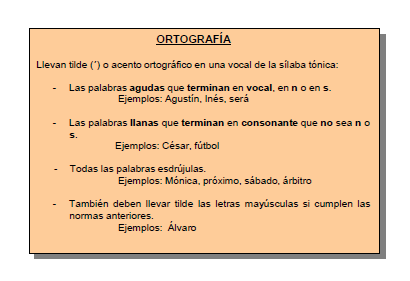 ORTOGRAFÍA
Llevan tilde (´) o acento ortográfico en una vocal de la sílaba tónica:
- Las palabras agudas que terminan en vocal, en n o en s.
Ejemplos: Agustín, Inés, será
- Las palabras llanas que terminan en consonante que no sea n o
s.
Ejemplos: César, fútbol
- Todas las palabras esdrújulas.
Ejemplos: Mónica, próximo, sábado, árbitro
- También deben llevar tilde las letras mayúsculas si cumplen las
normas anteriores.
Ejemplos: Álvaro